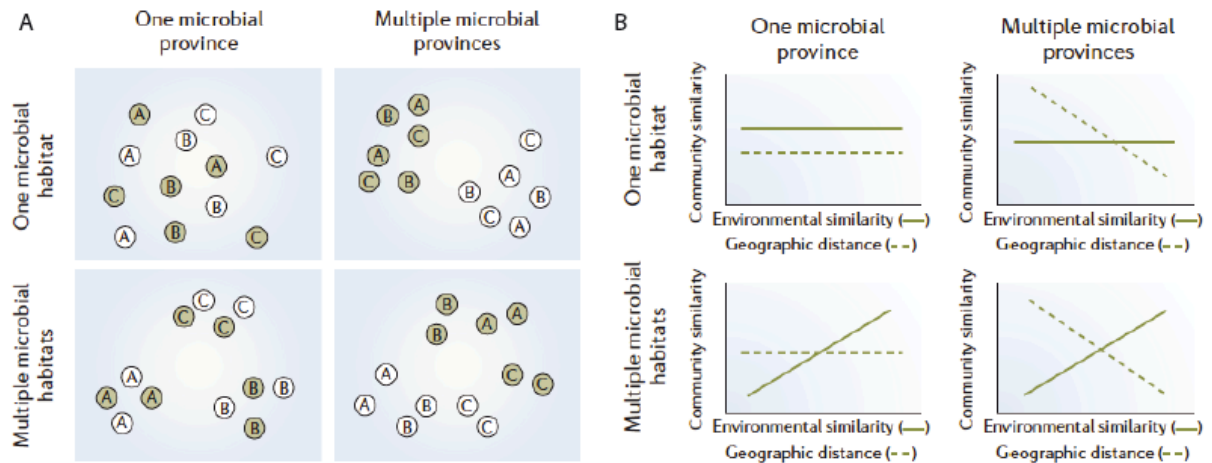 A
One microbial
province
Multiple microbial
provinces
One microbial
habitat
A
C
B
A
C
A
B
C
B
A
B
C
B
A
C
A
C
B
C
A
B
B
C
A
Multiple microbial
habitats
C
C
C
C
A
A
A
A
B
B
B
B
B
B
A
A
C
C
A
A
B
B
C
C
B
One microbial
province
Multiple microbial
provinces
One microbial
habitat
Community similarity
Environmental similarity (—)
Geographic distance (--)
Community similarity
Environmental similarity (—)
Geographic distance (--)
Multiple microbial
habitats
Community similarity
Environmental similarity (—)
Geographic distance (--)
Community similarity
Environmental similarity (—)
Geographic distance (--)